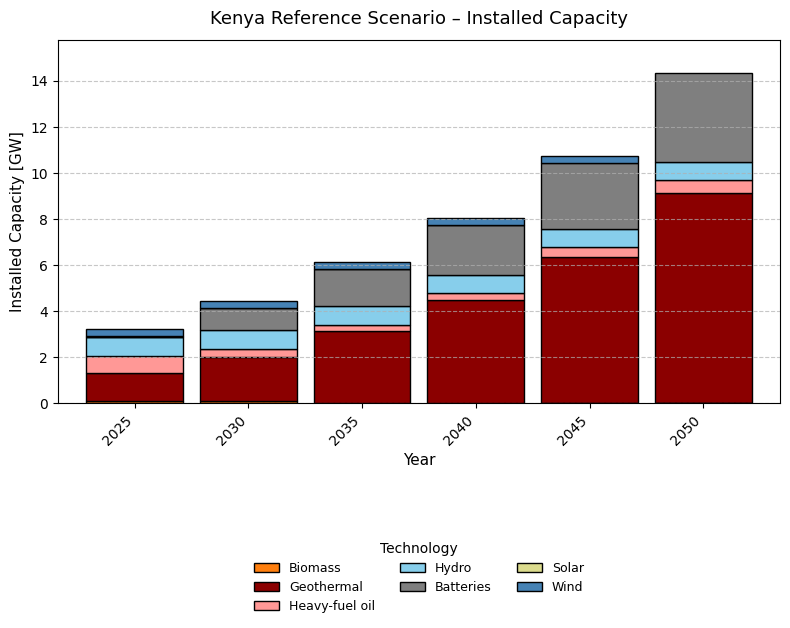 Kenya Reference Scenario – Installed Capacity
Installed Capacity [GW]
14
12
10
8
6
4
2
0
2025
2030
2035
2040
2045
2050
Year
Technology
Biomass
Geothermal
Heavy-fuel oil
Hydro
Batteries
Solar
Wind